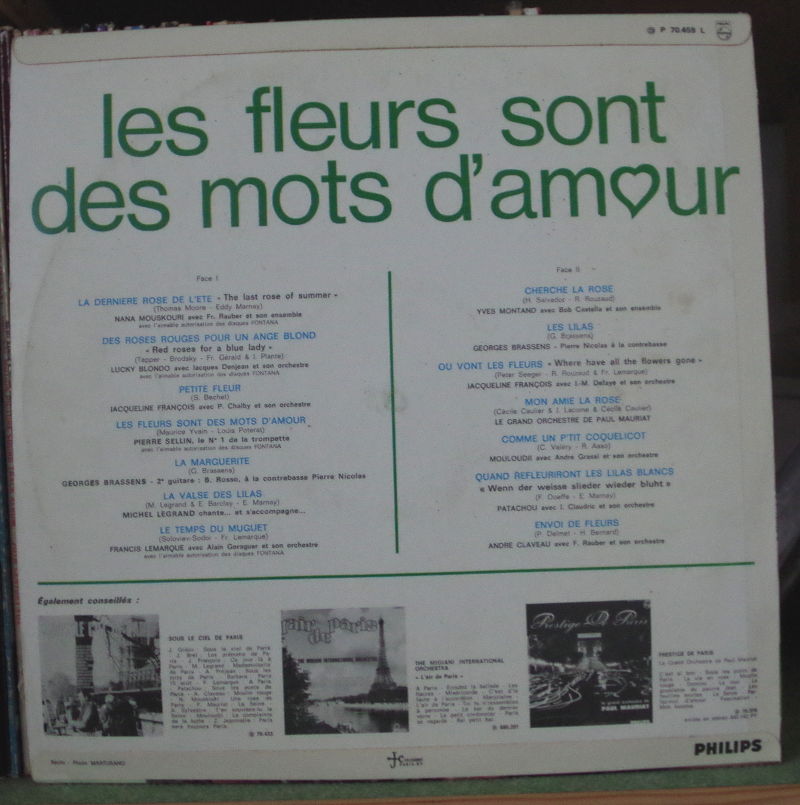 ℗ P 70.459 L
les fleurs sont
des mots d'amour
Face I
LA DERNIERE ROSE DE L'ETE « The last rose of summer »
(Thomas Moore - Eddy Marnay)
NANA MOUSKOURI avec Fr. Rauber et son ensemble
avec l'aimable autorisation des disques FONTANA
DES ROSES ROUGES POUR UN ANGE BLOND
« Red roses for a blue lady »
(Tepper - Brodsky - Fr. Gérald & J. Plante)
LUCKY BLONDO avec Jacques Denjean et son orchestre
avec l'aimable autorisation des disques FONTANA
PETITE FLEUR
(S. Bechet)
JACQUELINE FRANÇOIS avec P. Chalby et son orchestre
LES FLEURS SONT DES MOTS D'AMOUR
(Maurice Yvain - Louis Poterat)
PIERRE SELLIN, le N° 1 de la trompette
avec l'aimable autorisation des disques FONTANA
LA MARGUERITE
(G. Brassens)
GEORGES BRASSENS - 2e guitare : B. Rosso, à la contrebasse Pierre Nicolas
LA VALSE DES LILAS
(M. Legrand & E. Barclay - E. Marnay)
MICHEL LEGRAND chante... et s'accompagne...
LE TEMPS DU MUGUET
(Soloviev-Sedoi - Fr. Lemarque)
FRANCIS LEMARQUE avec Alain Goraguer et son orchestre
avec l'aimable autorisation des disques FONTANA
Face II
CHERCHE LA ROSE
(H. Salvador - R. Rouzaud)
YVES MONTAND avec Bob Castella et son ensemble
LES LILAS
(G. Brassens)
GEORGES BRASSENS - Pierre Nicolas à la contrebasse
OU VONT LES FLEURS « Where have all the flowers gone »
(Peter Seeger - R. Rouzaud & Fr. Lemarque)
JACQUELINE FRANÇOIS avec J.-M. Defaye et son orchestre
MON AMIE LA ROSE
(Cécile Caulier & J. Lacome & Cécile Caulier)
LE GRAND ORCHESTRE DE PAUL MAURIAT
COMME UN P'TIT COQUELICOT
(C. Valéry - R. Asso)
MOULOUDJI avec André Grassi et son orchestre
QUAND REFLEURIRONT LES LILAS BLANCS
« Wenn der weisse slieder wieder bluht »
(F. Doelle - E. Marnay)
PATACHOU avec J. Claudric et son orchestre
ENVOI DE FLEURS
(P. Delmet - H. Bernard)
ANDRE CLAVEAU avec F. Rauber et son orchestre
Également conseillés :
SOUS LE CIEL DE PARIS
70.433
l'air de paris
THE MIDIANI INTERNATIONAL ORCHESTRA
« L'air de Paris »
Prestige De Paris
PAUL MAURIAT
PRESTIGE DE PARIS
Le Grand Orchestre de Paul Mauriat
PHILIPS